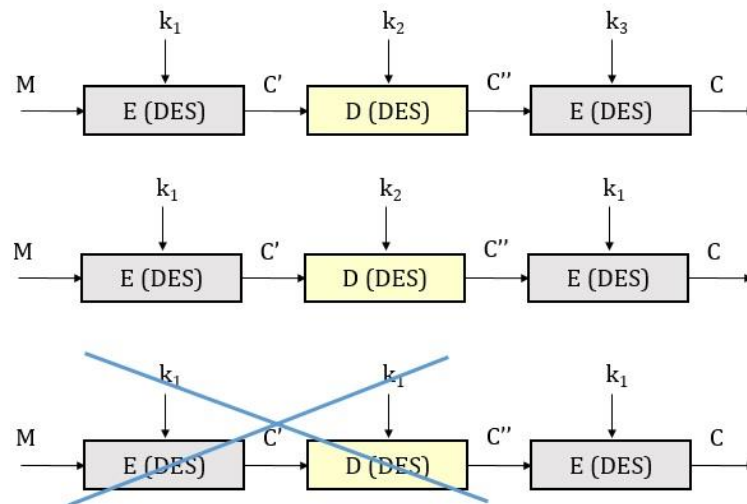 k₁ k₂ k₃
M C' C'' C
E (DES) D (DES) E (DES)
k₁ k₂ k₁
M C' C'' C
E (DES) D (DES) E (DES)
k₁ k₁ k₁
M C' C'' C
E (DES) D (DES) E (DES)